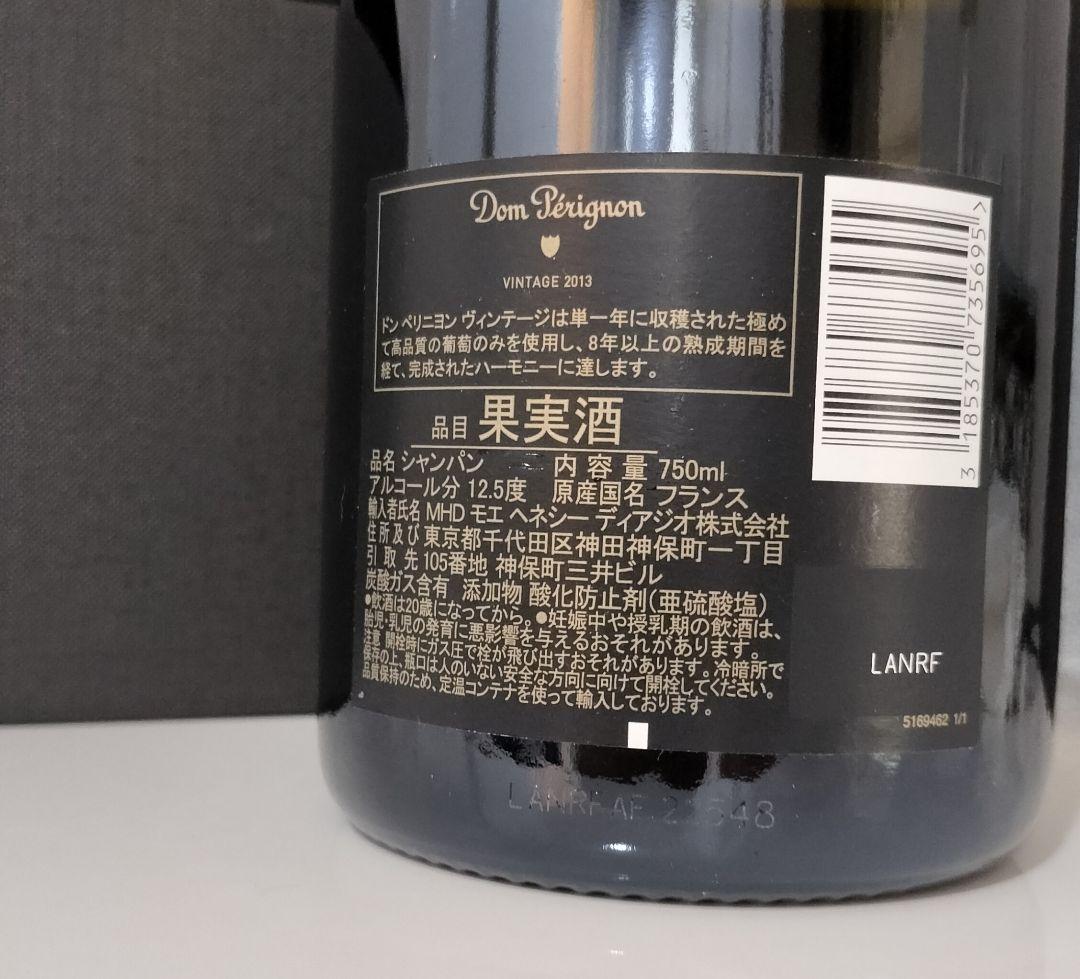 Dom Pérignon
VINTAGE 2013
ドン ペリニヨン ヴィンテージは単一年に収穫された極め
て高品質の葡萄のみを使用し、8年以上の熟成期間を
経て、完成されたハーモニーに達します。
品目 果実酒
品名 シャンパン 内容量 750ml
アルコール分 12.5度 原産国名 フランス
輸入者氏名 MHD モエ ヘネシー ディアジオ株式会社
住所及び 東京都千代田区神田神保町一丁目
引取先 105番地 神保町三井ビル
炭酸ガス含有 添加物 酸化防止剤(亜硫酸塩)
●飲酒は20歳になってから。●妊娠中や授乳期の飲酒は、
胎児・乳児の発育に悪影響を与えるおそれがあります。
注意 開栓時にガス圧で栓が飛び出すおそれがあります。冷暗所で
保存の上、瓶口は人のいない安全な方向に向けて開栓してください。
品質保持のため、定温コンテナを使って輸入しております。
3 185370 735695 >
LANRF
5169462 1/1
LANRF AF